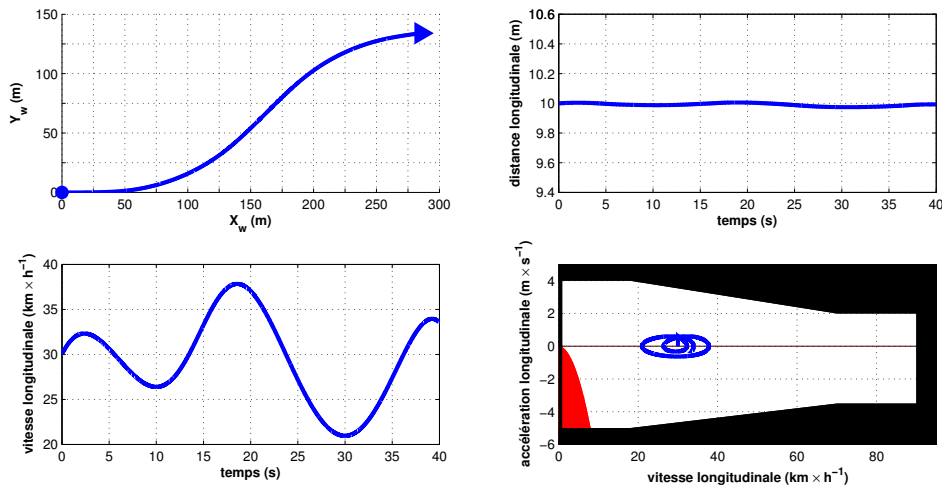 150
100
50
0
Y_w (m)
0 50 100 150 200 250 300
X_w (m)
10.6
10.4
10.2
10
9.8
9.6
9.4
distance longitudinale (m)
0 5 10 15 20 25 30 35 40
temps (s)
40
35
30
25
20
vitesse longitudinale (km × h⁻¹)
0 5 10 15 20 25 30 35 40
temps (s)
4
2
0
−2
−4
−6
accélération longitudinale (m × s⁻¹)
0 20 40 60 80
vitesse longitudinale (km × h⁻¹)